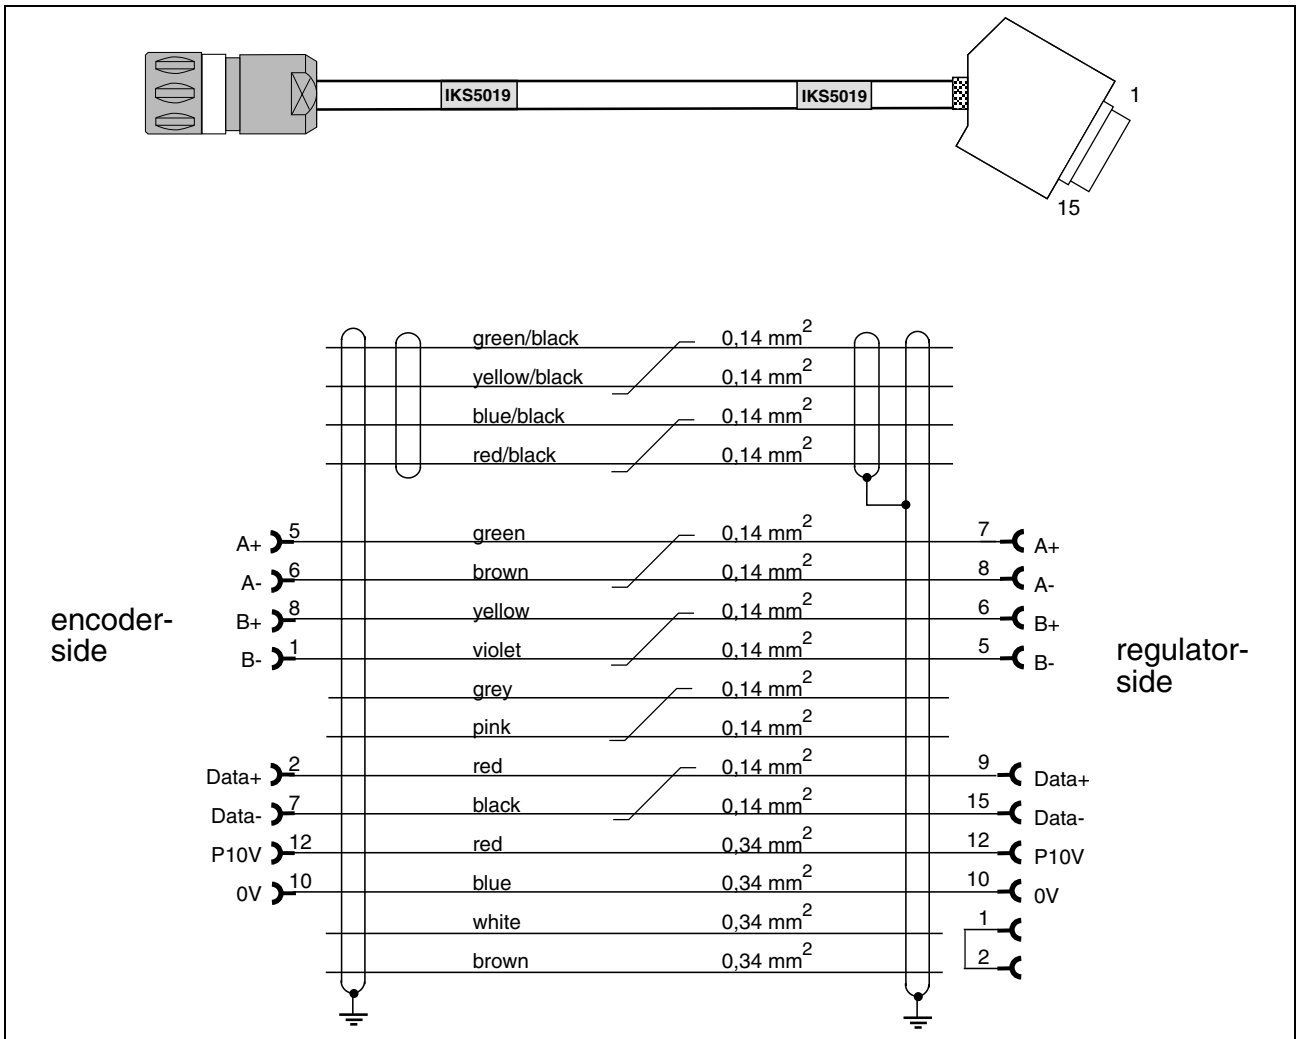 IKS5019 IKS5019
1
15
green/black 0,14 mm2
yellow/black 0,14 mm2
blue/black 0,14 mm2
red/black 0,14 mm2
A+ 5 green 0,14 mm2 7 A+
A- 6 brown 0,14 mm2 8 A-
B+ 8 yellow 0,14 mm2 6 B+
B- 1 violet 0,14 mm2 5 B-
encoder-
side
regulator-
side
grey 0,14 mm2
pink 0,14 mm2
Data+ 2 red 0,14 mm2 9 Data+
Data- 7 black 0,14 mm2 15 Data-
P10V 12 red 0,34 mm2 12 P10V
0V 10 blue 0,34 mm2 10 0V
white 0,34 mm2 1
brown 0,34 mm2 2